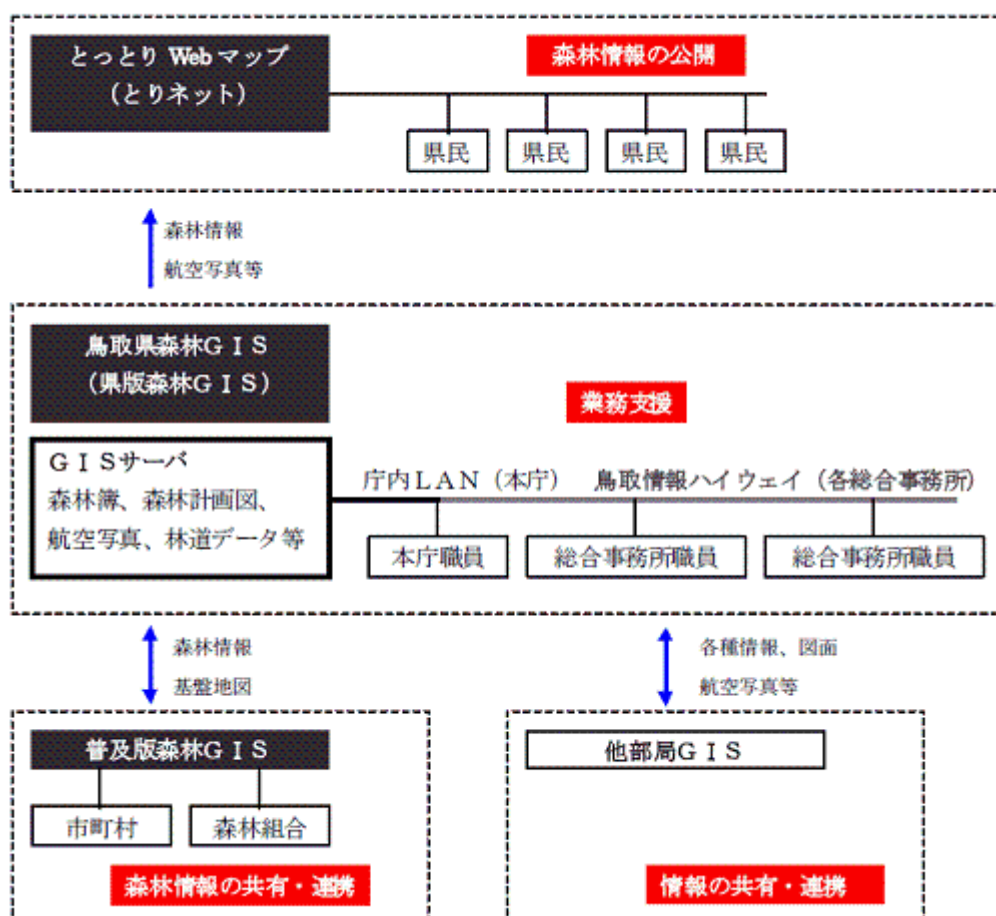 とっとり Web マップ
（とりネット）
森林情報の公開
県民
県民
県民
県民
森林情報
航空写真等
鳥取県森林ＧＩＳ
（県版森林ＧＩＳ）
業務支援
ＧＩＳサーバ
森林簿、森林計画図、
航空写真、林道データ等
庁内ＬＡＮ（本庁）
鳥取情報ハイウェイ（各総合事務所）
本庁職員
総合事務所職員
総合事務所職員
森林情報
基盤地図
各種情報、図面
航空写真等
普及版森林ＧＩＳ
市町村
森林組合
森林情報の共有・連携
他部局ＧＩＳ
情報の共有・連携